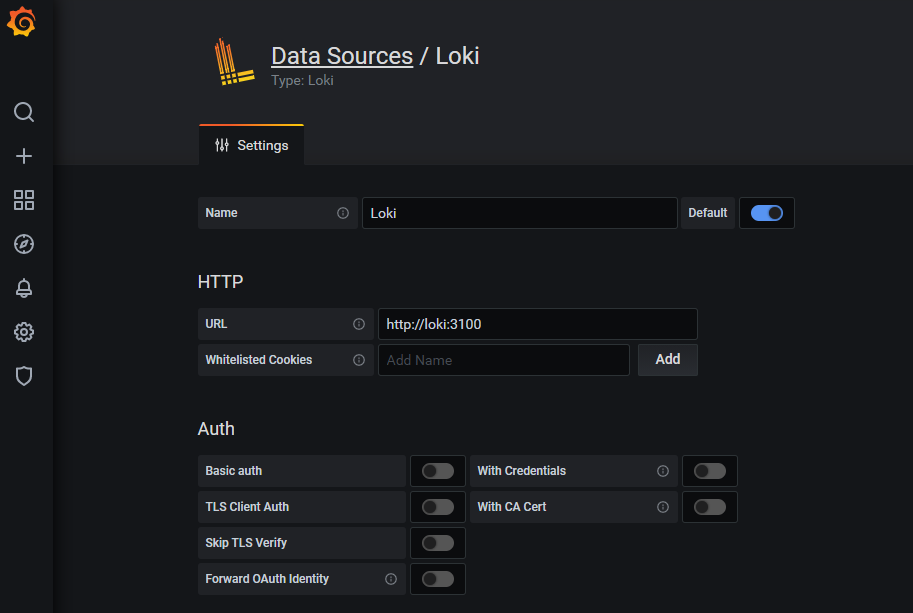 Data Sources / Loki
Type: Loki
Settings
Name Loki Default
HTTP
URL http://loki:3100
Whitelisted Cookies Add Name Add
Auth
Basic auth With Credentials
TLS Client Auth With CA Cert
Skip TLS Verify
Forward OAuth Identity